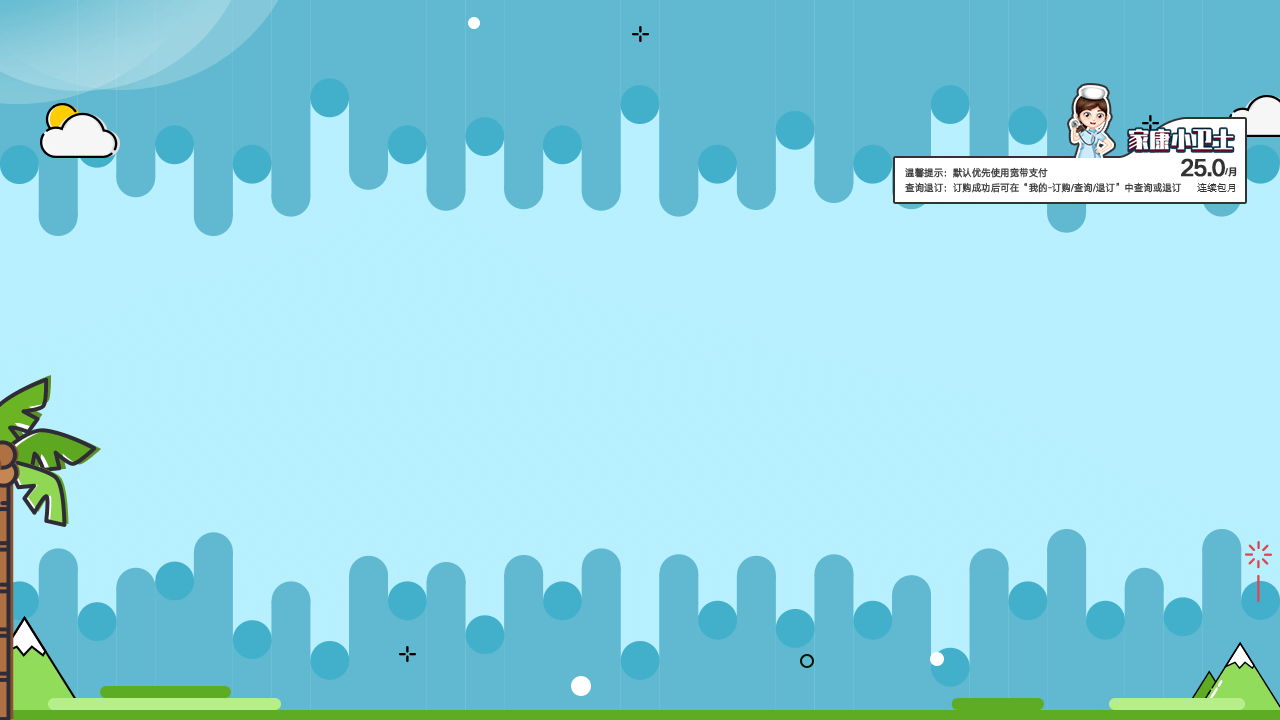 家康小卫士
25.0/月
温馨提示：默认优先使用宽带支付
查询退订：订购成功后可在“我的-订购/查询/退订”中查询或退订
连续包月